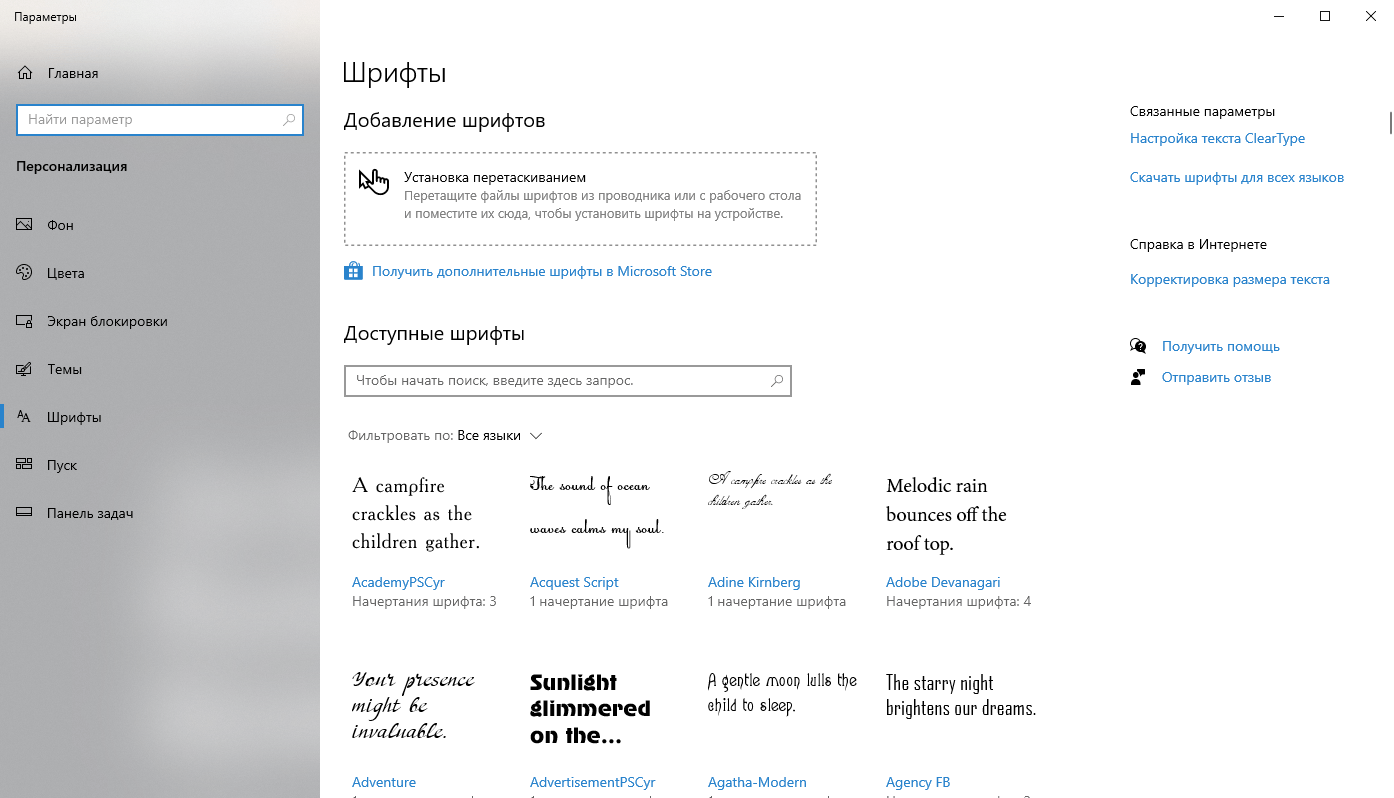 Параметры
Главная
Найти параметр
Персонализация
Фон
Цвета
Экран блокировки
Темы
Шрифты
Пуск
Панель задач
Шрифты
Добавление шрифтов
Установка перетаскиванием
Перетащите файлы шрифтов из проводника или с рабочего стола
и поместите их сюда, чтобы установить шрифты на устройстве.
Получить дополнительные шрифты в Microsoft Store
Доступные шрифты
Чтобы начать поиск, введите здесь запрос.
Фильтровать по: Все языки
A campfire
crackles as the
children gather.
AcademyPSCyr
Начертания шрифта: 3
The sound of ocean
waves calms my soul.
Acquest Script
1 начертание шрифта
A campfire crackles as the
children gather.
Adine Kirnberg
1 начертание шрифта
Melodic rain
bounces off the
roof top.
Adobe Devanagari
Начертания шрифта: 4
Your presence
might be
invaluable.
Adventure
Sunlight
glimmered
on the...
AdvertisementPSCyr
A gentle moon lulls the
child to sleep.
Agatha-Modern
The starry night
brightens our dreams.
Agency FB
Связанные параметры
Настройка текста ClearType
Скачать шрифты для всех языков
Справка в Интернете
Корректировка размера текста
Получить помощь
Отправить отзыв